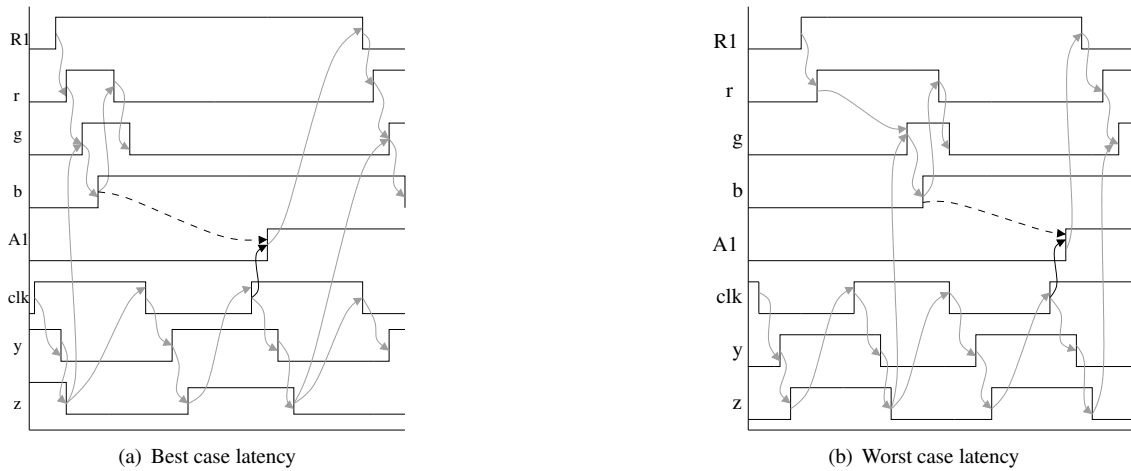 R1
r
g
b
A1
clk
y
z
(a) Best case latency
R1
r
g
b
A1
clk
y
z
(b) Worst case latency